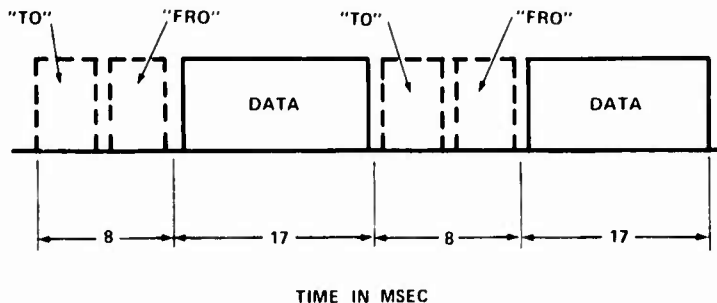 "TO" "FRO" "TO" "FRO"
DATA DATA
8 17 8 17
TIME IN MSEC